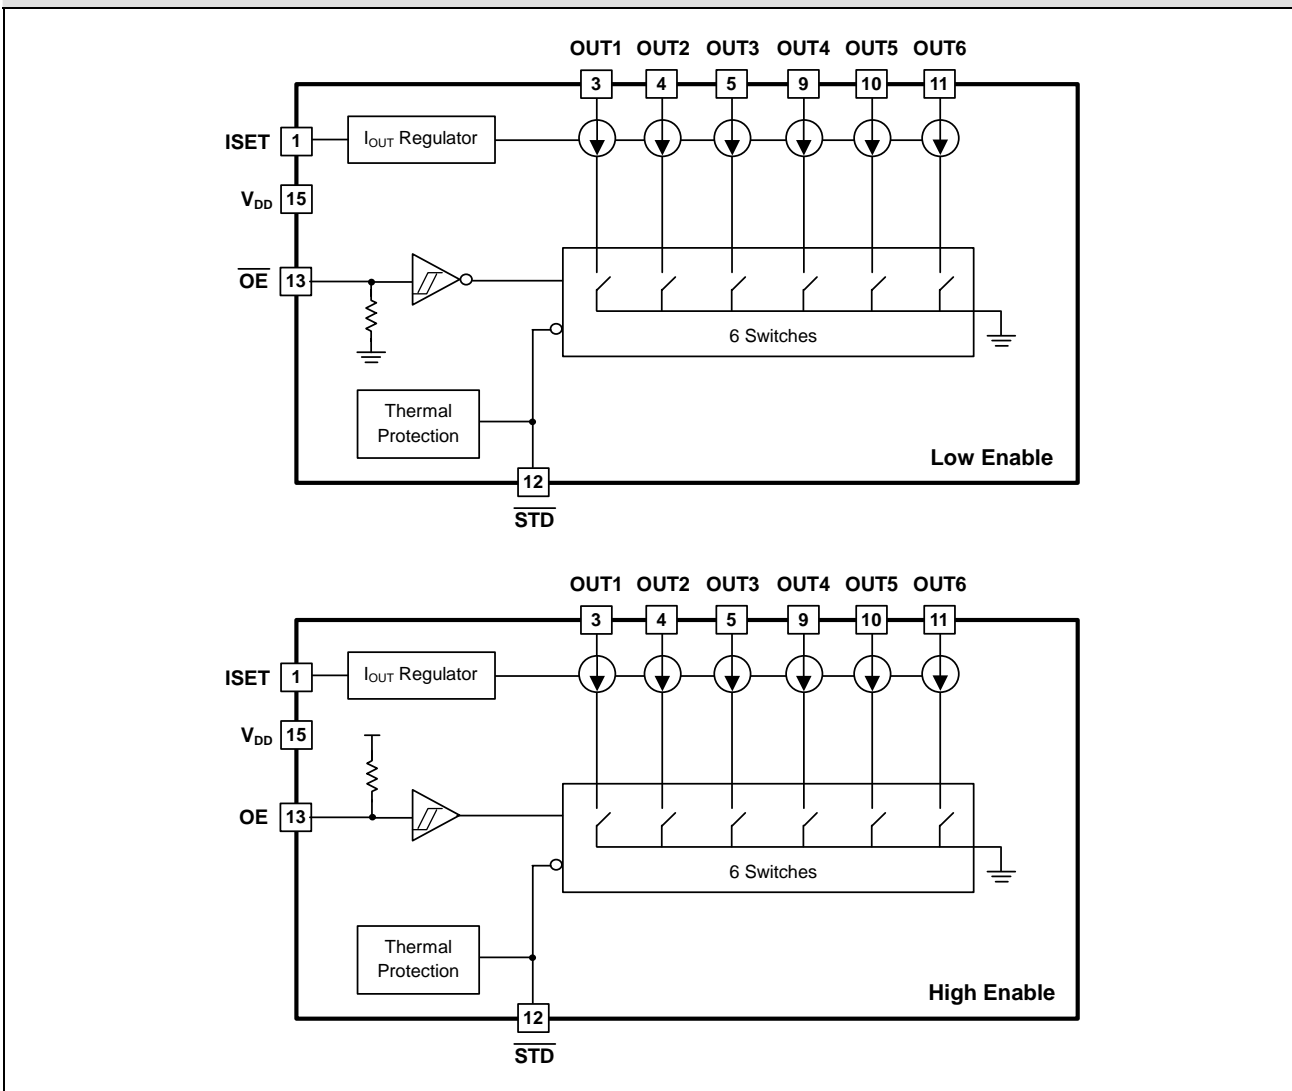 OUT1 OUT2 OUT3 OUT4 OUT5 OUT6
3 4 5 9 10 11
ISET 1 IOUT Regulator
VDD 15
OE 13
6 Switches
Thermal
Protection
Low Enable
12
STD
OUT1 OUT2 OUT3 OUT4 OUT5 OUT6
3 4 5 9 10 11
ISET 1 IOUT Regulator
VDD 15
OE 13
6 Switches
Thermal
Protection
High Enable
12
STD